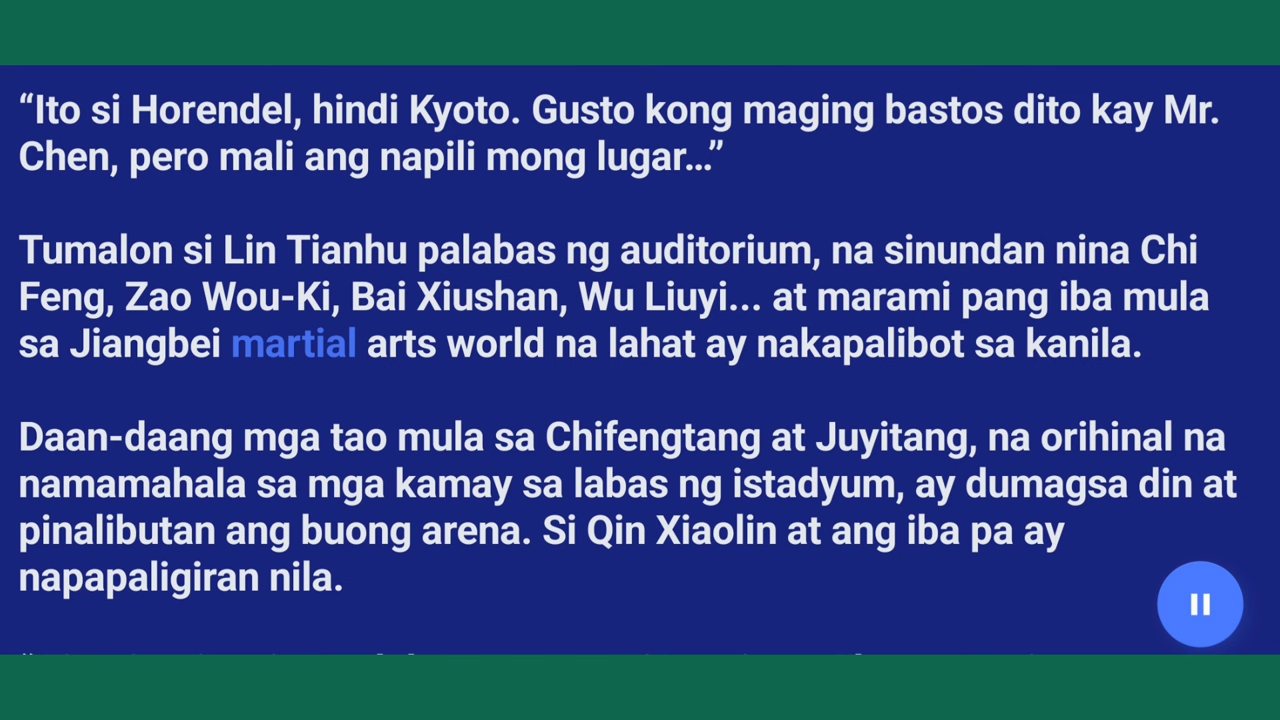 “Ito si Horendel, hindi Kyoto. Gusto kong maging bastos dito kay Mr.
Chen, pero mali ang napili mong lugar…”
Tumalon si Lin Tianhu palabas ng auditorium, na sinundan nina Chi
Feng, Zao Wou-Ki, Bai Xiushan, Wu Liuyi... at marami pang iba mula
sa Jiangbei martial arts world na lahat ay nakapalibot sa kanila.
Daan-daang mga tao mula sa Chifengtang at Juyitang, na orihinal na
namamahala sa mga kamay sa labas ng istadyum, ay dumagsa din at
pinalibutan ang buong arena. Si Qin Xiaolin at ang iba pa ay
napapaligiran nila.